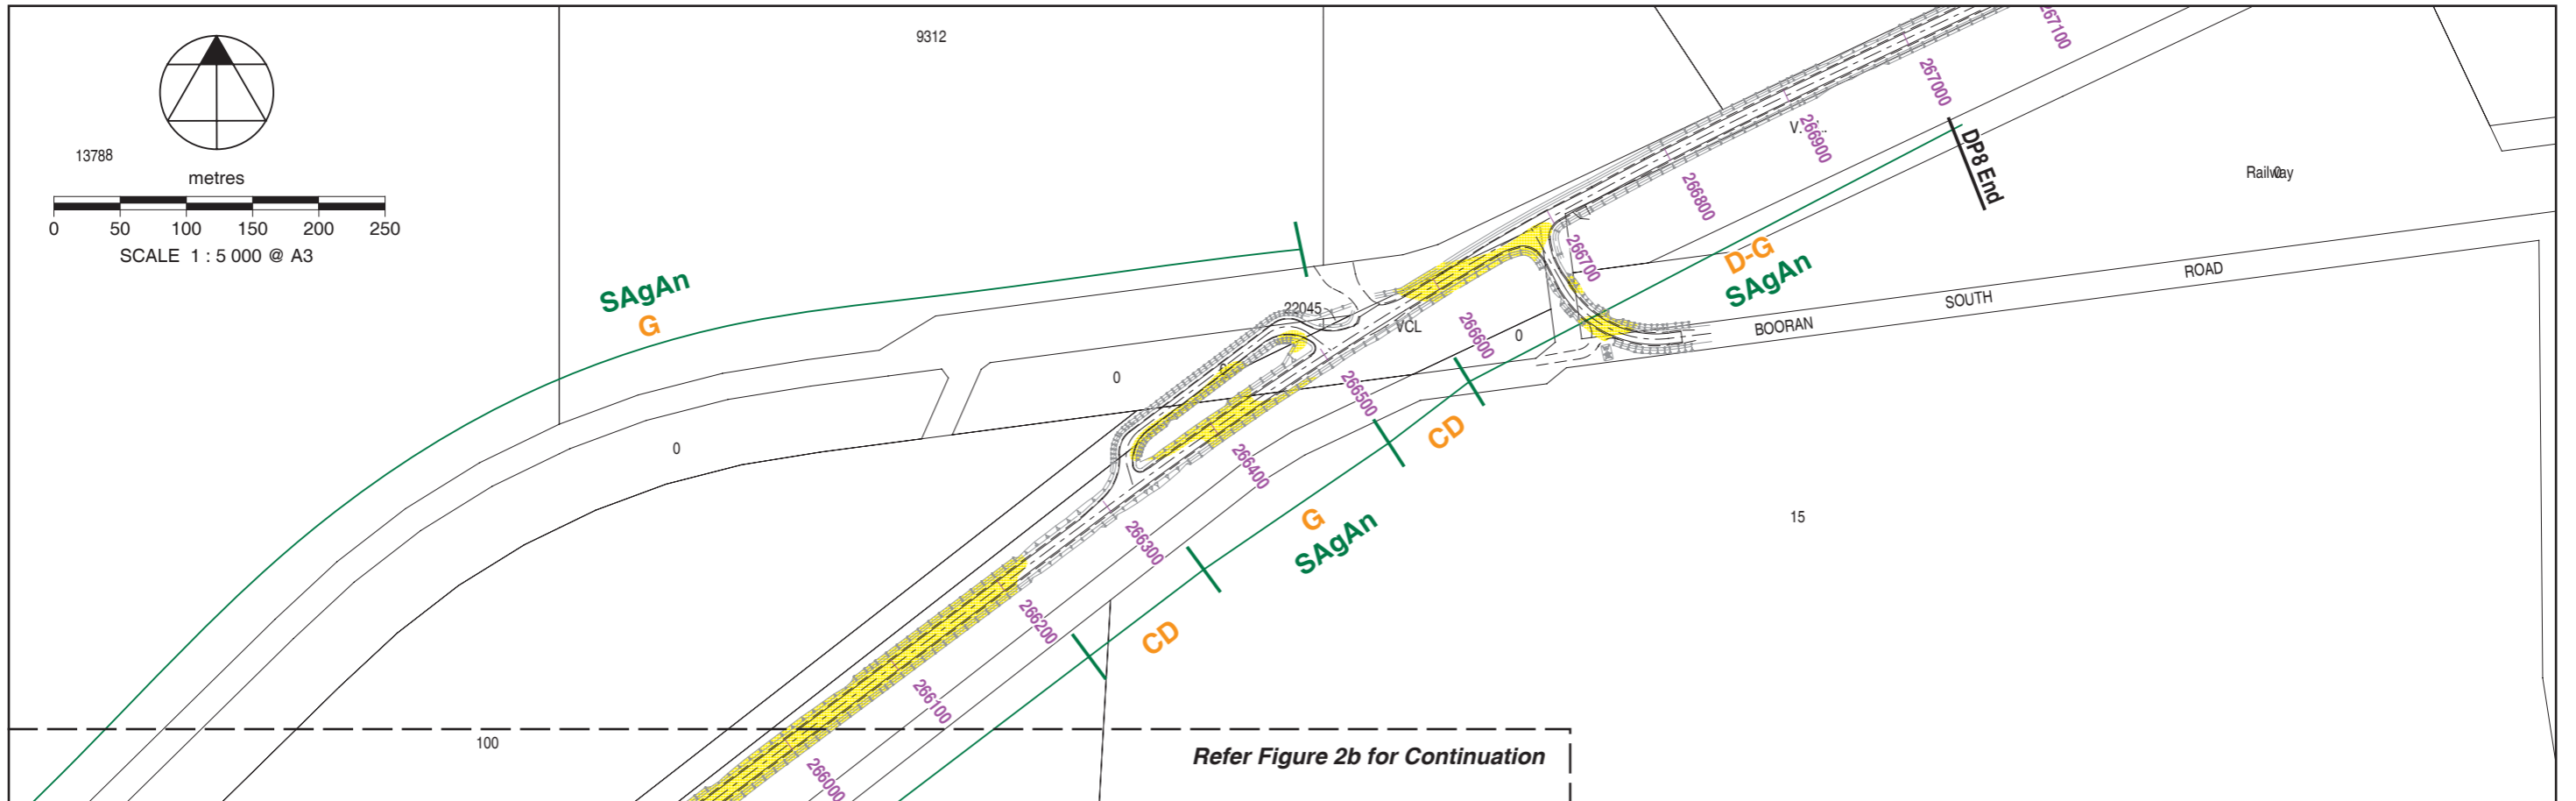 9312
13788
metres
0 50 100 150 200 250
SCALE 1 : 5 000 @ A3
SAgAn
G
267100
267000
266900
266800
266700
DP8 End
Railway
D-G
SAgAn
BOORAN SOUTH ROAD
22045
VCL
0
266600
266500
0
0
CD
266400
G
SAgAn
15
266300
266200
CD
266100
266000
100
Refer Figure 2b for Continuation